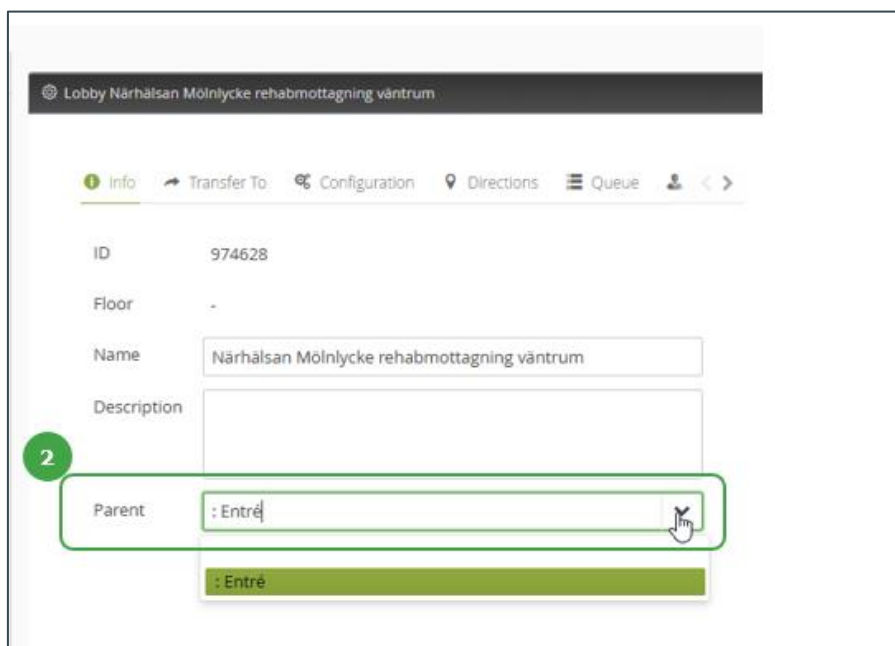 Lobby Närhälsan Mölnlycke rehabmottagning väntrum
Info Transfer To Configuration Directions Queue
ID 974628
Floor -
Name Närhälsan Mölnlycke rehabmottagning väntrum
Description
2
Parent : Entré
: Entré